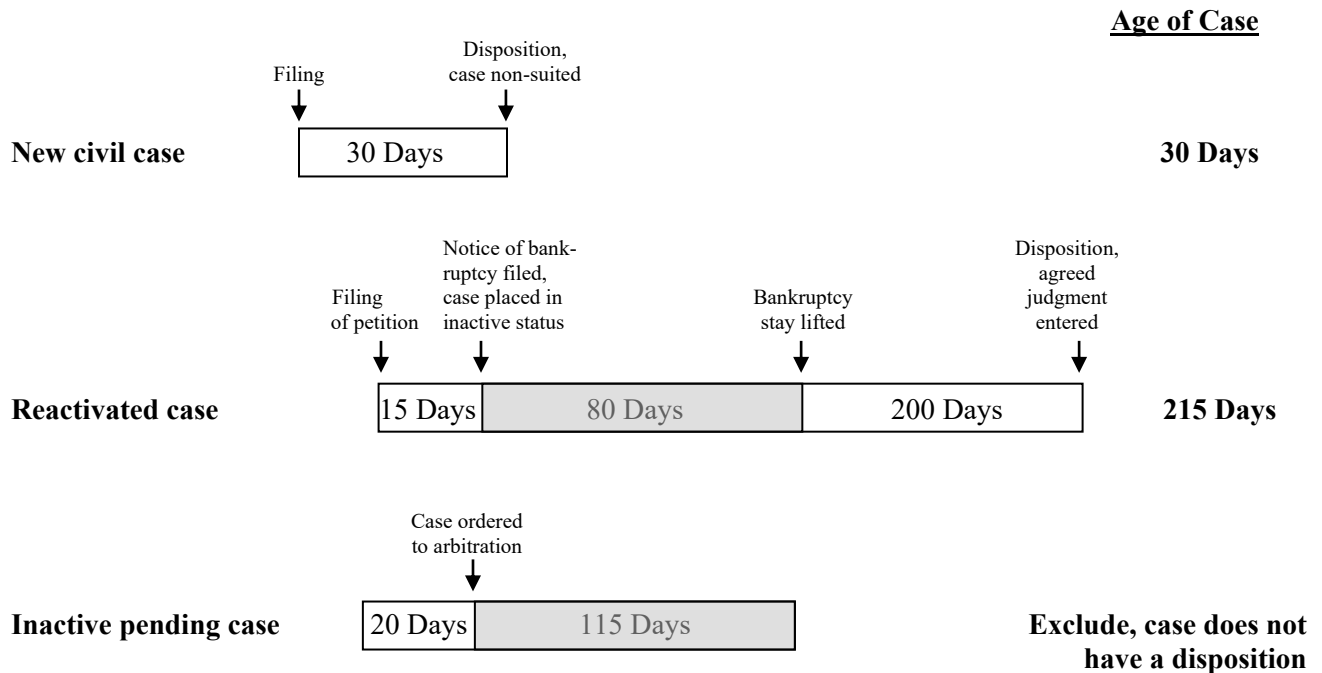 Age of Case
Disposition,
case non-suited
Filing
New civil case
30 Days
30 Days
Notice of bank-
ruptcy filed,
case placed in
inactive status
Disposition,
agreed
judgment
entered
Filing
of petition
Bankruptcy
stay lifted
Reactivated case
15 Days
80 Days
200 Days
215 Days
Case ordered
to arbitration
Inactive pending case
20 Days
115 Days
Exclude, case does not
have a disposition